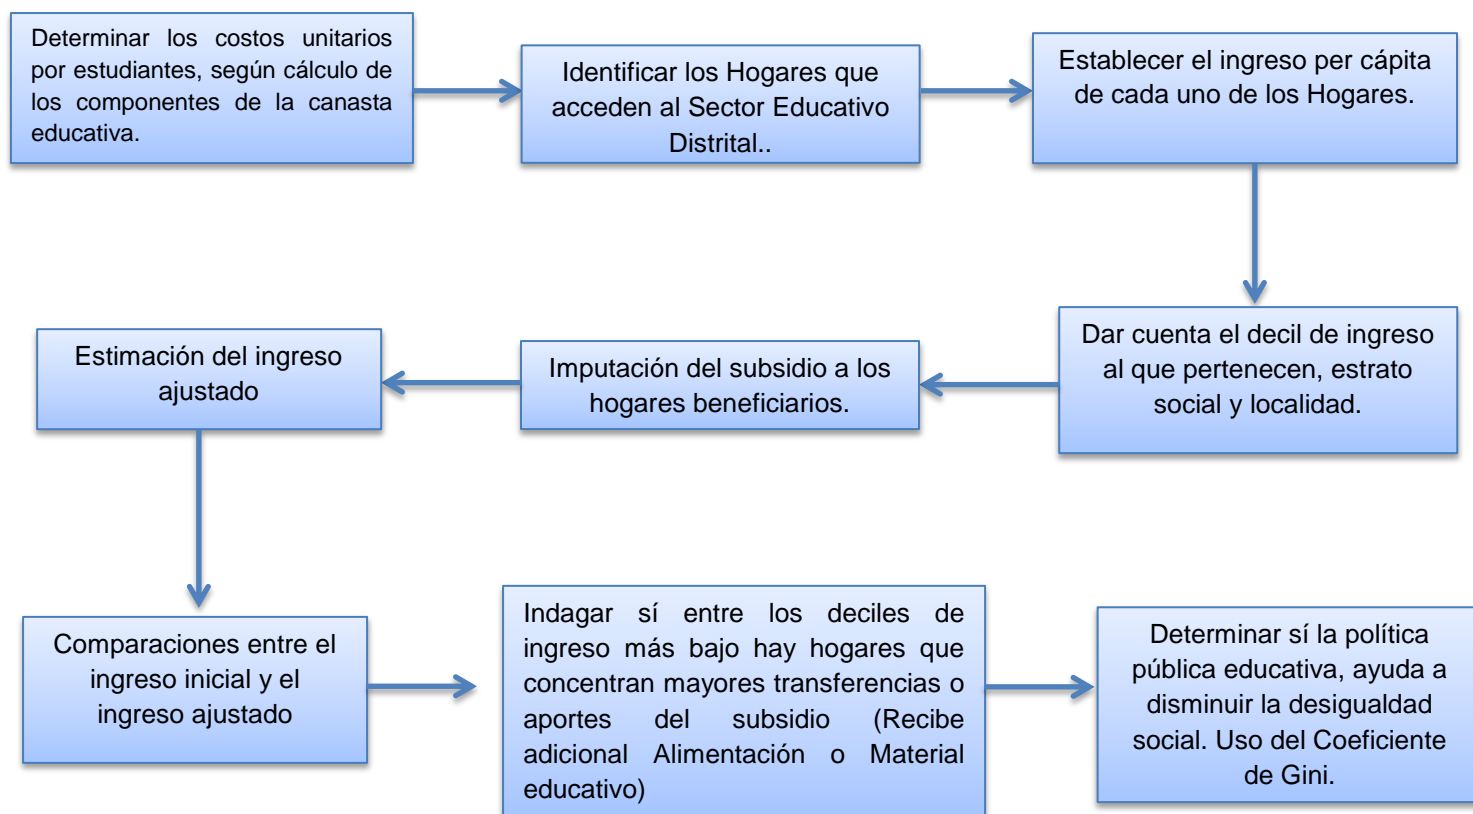 Determinar los costos unitarios
por estudiantes, según cálculo de
los componentes de la canasta
educativa.
Identificar los Hogares que
acceden al Sector Educativo
Distrital..
Establecer el ingreso per cápita
de cada uno de los Hogares.
Dar cuenta el decil de ingreso
al que pertenecen, estrato
social y localidad.
Imputación del subsidio a los
hogares beneficiarios.
Estimación del ingreso
ajustado
Comparaciones entre el
ingreso inicial y el
ingreso ajustado
Indagar sí entre los deciles de
ingreso más bajo hay hogares que
concentran mayores transferencias o
aportes del subsidio (Recibe
adicional Alimentación o Material
educativo)
Determinar sí la política
pública educativa, ayuda a
disminuir la desigualdad
social. Uso del Coeficiente
de Gini.